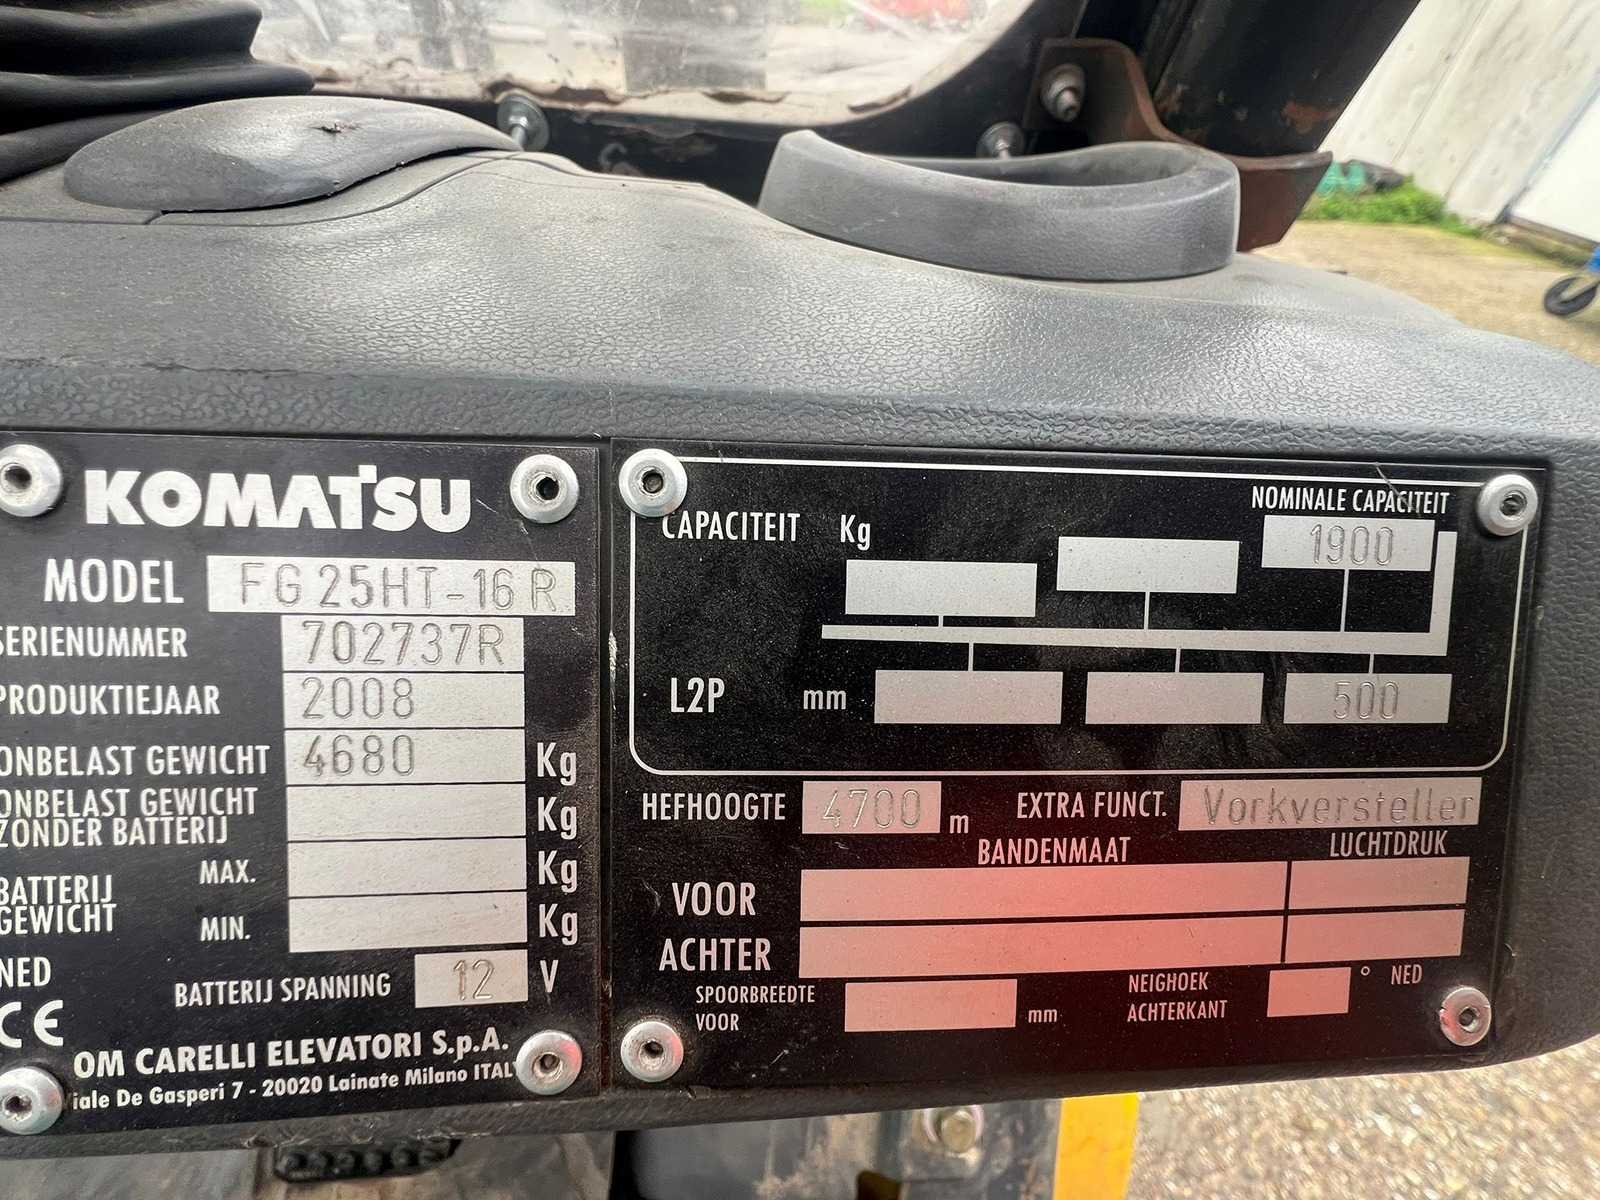 KOMATSU
MODEL FG25HT-16R
SERIENUMMER 702737R
PRODUKTIEJAAR 2008
ONBELAST GEWICHT 4680 Kg
ONBELAST GEWICHT
ZONDER BATTERIJ Kg
BATTERIJ
GEWICHT
MAX. Kg
MIN. Kg
NED
BATTERIJ SPANNING 12 V
CE
OM CARELLI ELEVATORI S.p.A.
Viale De Gasperi 7 - 20020 Lainate Milano ITALY
NOMINALE CAPACITEIT
CAPACITEIT Kg 1900
L2P mm 500
HEFHOOGTE 4700 m EXTRA FUNCT. Vorkversteller
BANDENMAAT LUCHTDRUK
VOOR
ACHTER
SPOORBREEDTE
VOOR mm
NEIGHOEK
ACHTERKANT ° NED